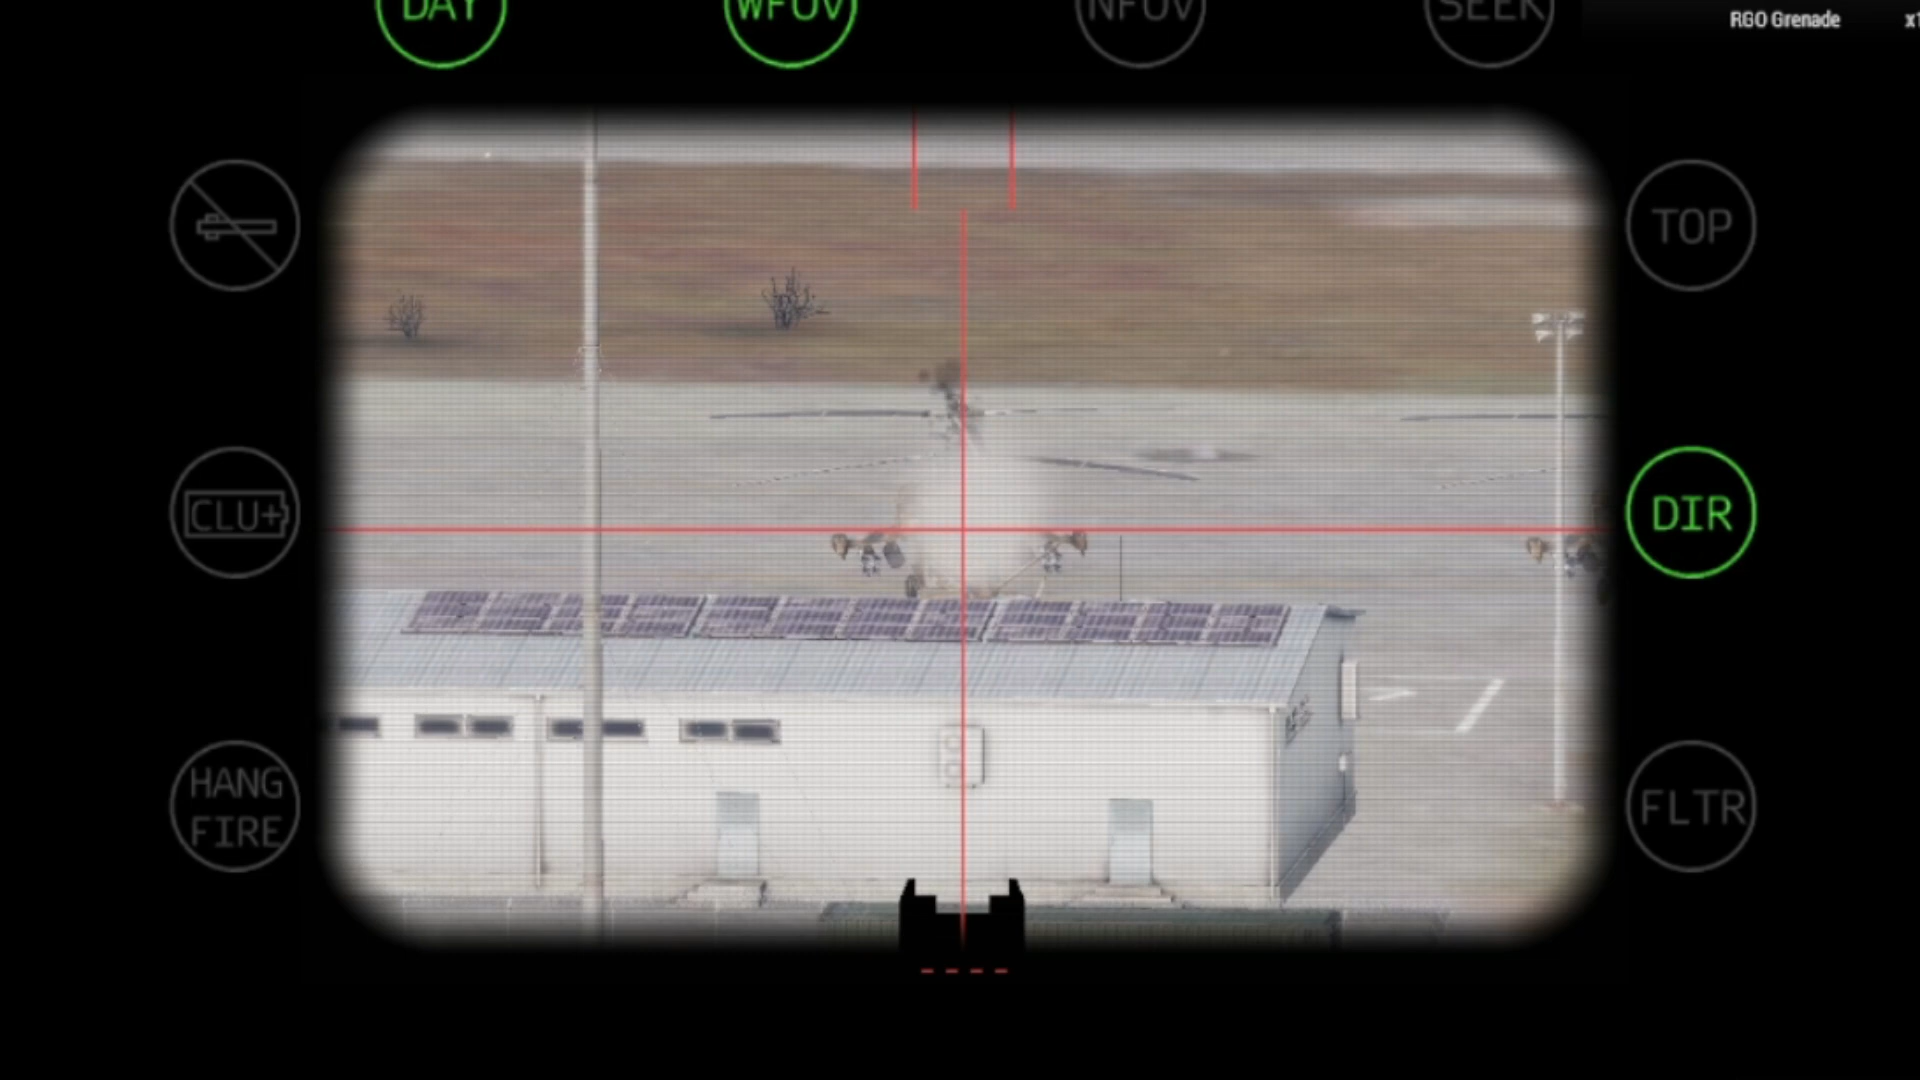 DAY
WFOV
NFOV
SEEK
RGO Grenade
TOP
CLU+
DIR
HANG
FIRE
FLTR